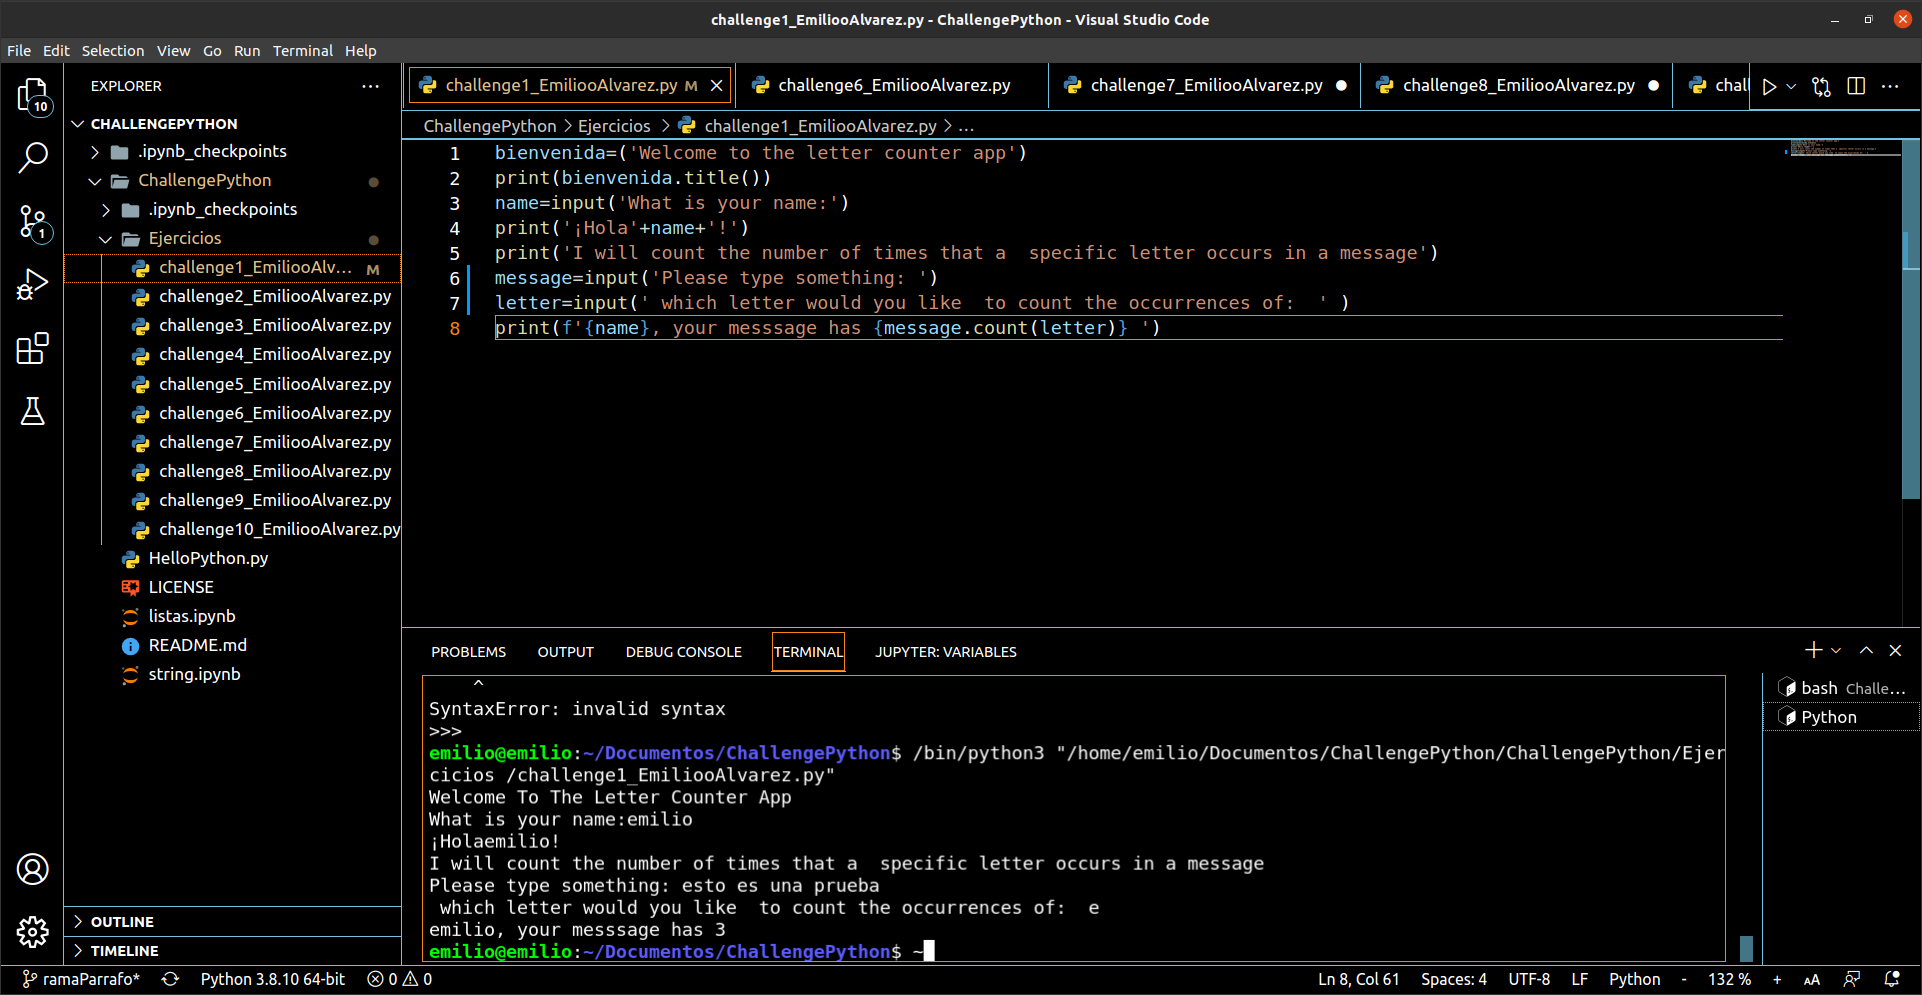 challenge1_EmiliooAlvarez.py - ChallengePython - Visual Studio Code
File Edit Selection View Go Run Terminal Help
EXPLORER
10
1
CHALLENGEPYTHON
.ipynb_checkpoints
ChallengePython
.ipynb_checkpoints
Ejercicios
challenge1_EmiliooAlv... M
challenge2_EmiliooAlvarez.py
challenge3_EmiliooAlvarez.py
challenge4_EmiliooAlvarez.py
challenge5_EmiliooAlvarez.py
challenge6_EmiliooAlvarez.py
challenge7_EmiliooAlvarez.py
challenge8_EmiliooAlvarez.py
challenge9_EmiliooAlvarez.py
challenge10_EmiliooAlvarez.py
HelloPython.py
LICENSE
listas.ipynb
README.md
string.ipynb
OUTLINE
TIMELINE
challenge1_EmiliooAlvarez.py M challenge6_EmiliooAlvarez.py challenge7_EmiliooAlvarez.py challenge8_EmiliooAlvarez.py chal
ChallengePython > Ejercicios > challenge1_EmiliooAlvarez.py > ...
1 bienvenida=('Welcome to the letter counter app')
2 print(bienvenida.title())
3 name=input('What is your name:')
4 print('¡Hola'+name+'!')
5 print('I will count the number of times that a  specific letter occurs in a message')
6 message=input('Please type something: ')
7 letter=input(' which letter would you like  to count the occurrences of:  ' )
8 print(f'{name}, your messsage has {message.count(letter)} ')
PROBLEMS OUTPUT DEBUG CONSOLE TERMINAL JUPYTER: VARIABLES
^
SyntaxError: invalid syntax
>>>
emilio@emilio:~/Documentos/ChallengePython$ /bin/python3 "/home/emilio/Documentos/ChallengePython/ChallengePython/Ejer
cicios /challenge1_EmiliooAlvarez.py"
Welcome To The Letter Counter App
What is your name:emilio
¡Holaemilio!
I will count the number of times that a  specific letter occurs in a message
Please type something: esto es una prueba
which letter would you like  to count the occurrences of:  e
emilio, your messsage has 3
emilio@emilio:~/Documentos/ChallengePython$ ~
bash Challe...
Python
ramaParrafo* Python 3.8.10 64-bit 0 0 Ln 8, Col 61 Spaces: 4 UTF-8 LF Python - 132 % + AA